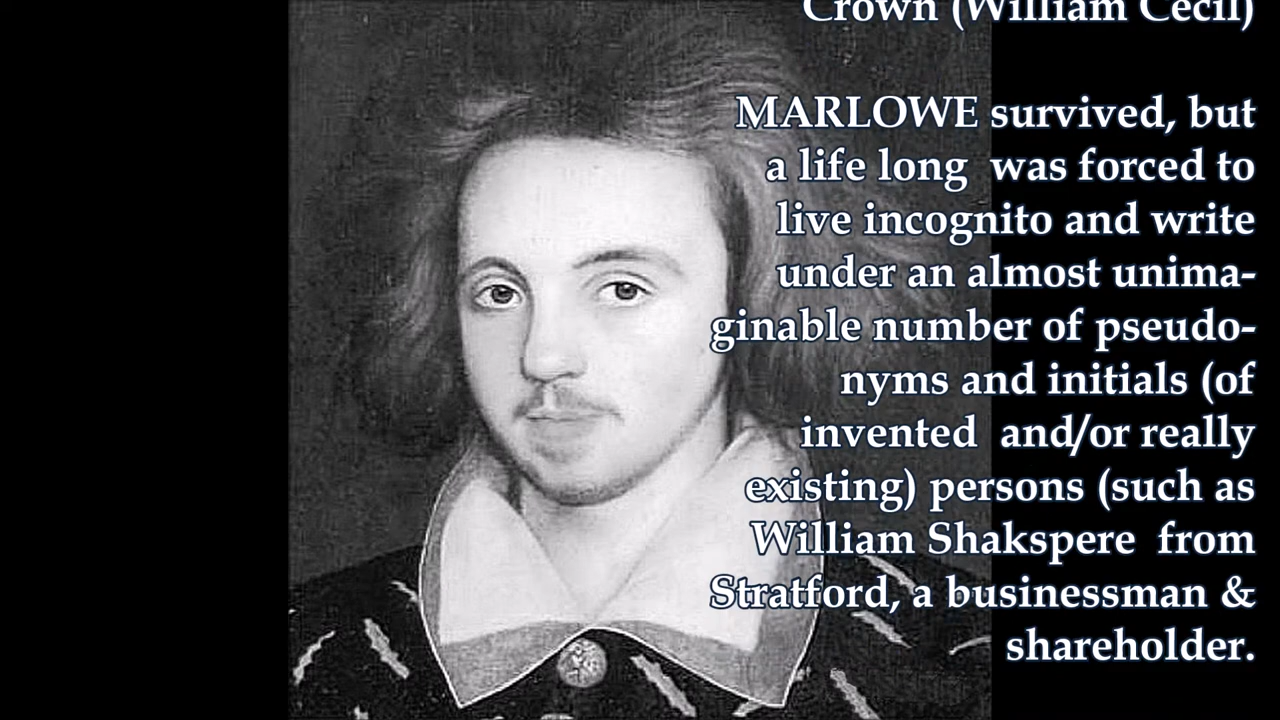 Crown (William Cecil)
MARLOWE survived, but
a life long was forced to
live incognito and write
under an almost unima-
ginable number of pseudo-
nyms and initials (of
invented and/or really
existing) persons (such as
William Shakspere from
Stratford, a businessman &
shareholder.